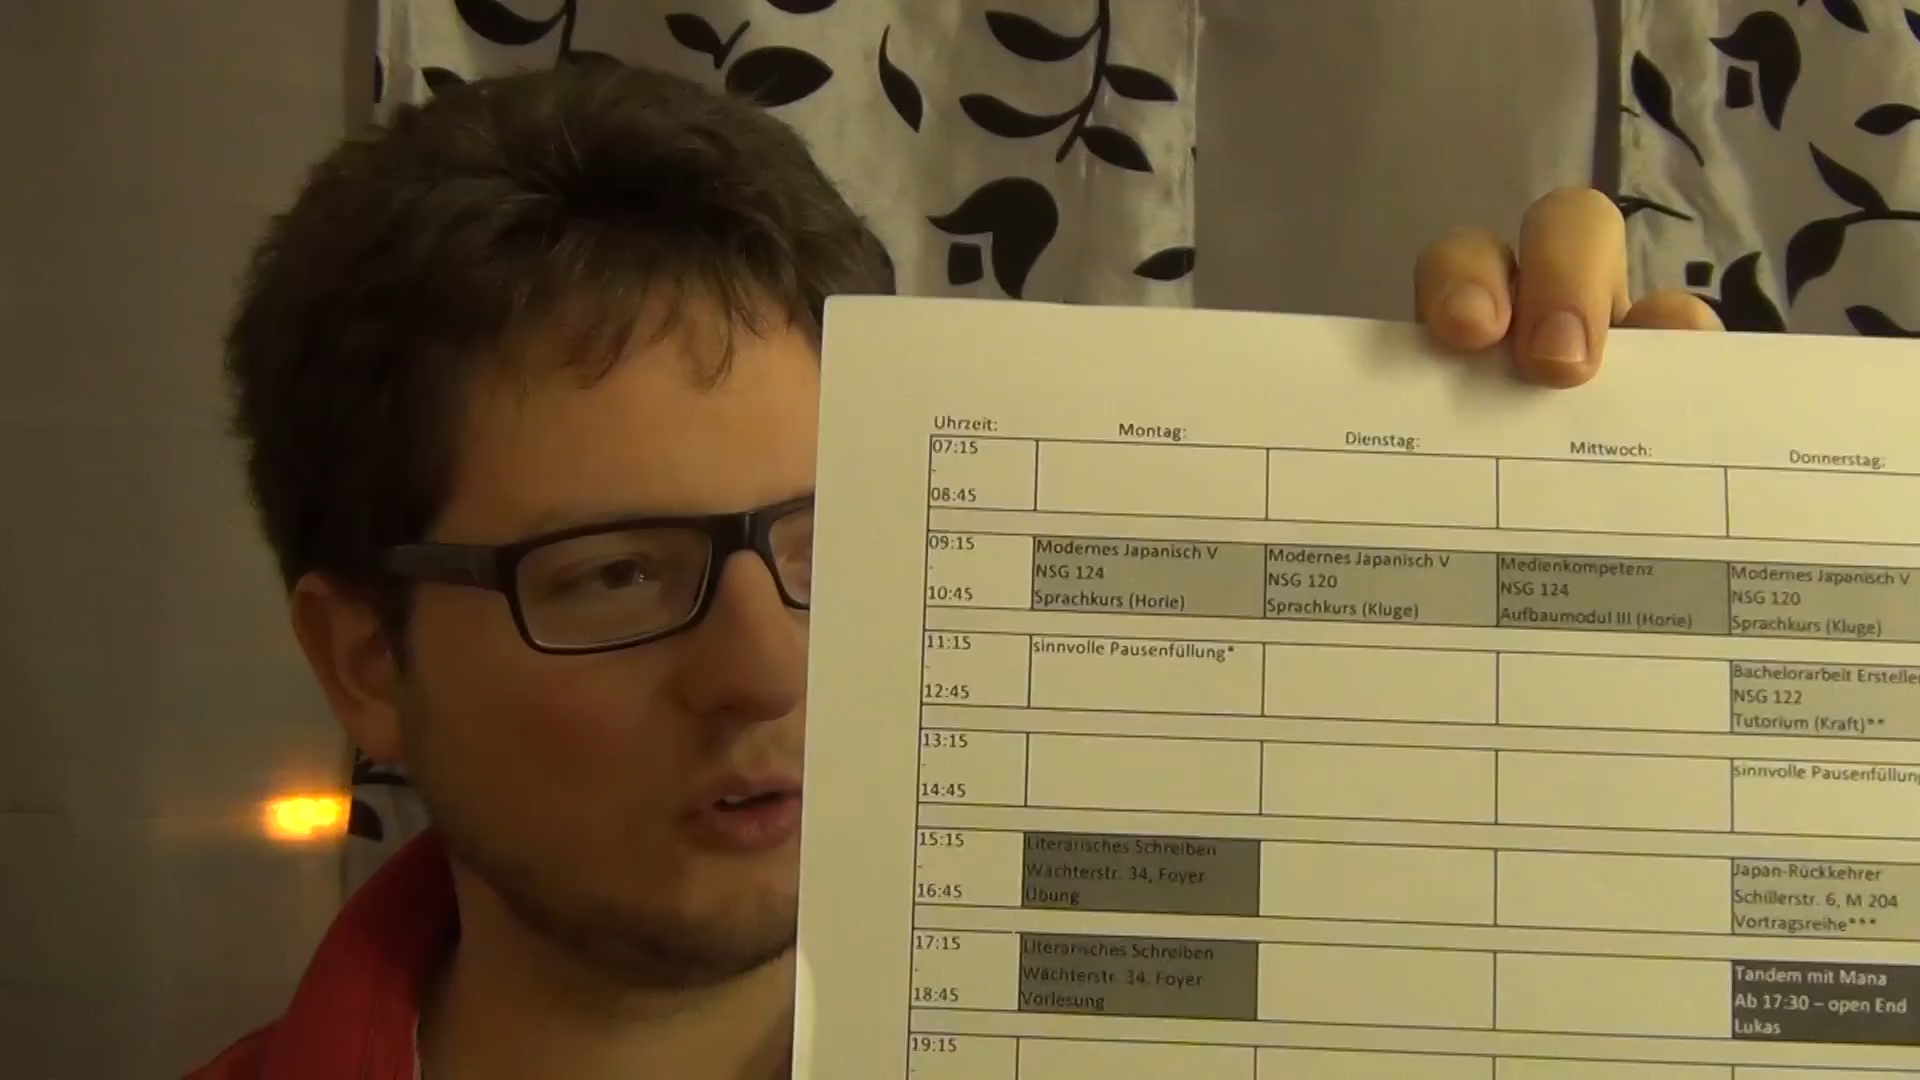 Uhrzeit: Montag: Dienstag: Mittwoch: Donnerstag:
07:15
-
08:45
09:15
-
10:45
Modernes Japanisch V
NSG 124
Sprachkurs (Horie)
Modernes Japanisch V
NSG 120
Sprachkurs (Kluge)
Medienkompetenz
NSG 124
Aufbaumodul III (Horie)
Modernes Japanisch V
NSG 120
Sprachkurs (Kluge)
11:15
-
12:45
sinnvolle Pausenfüllung*
Bachelorarbeit Erstelle
NSG 122
Tutorium (Kraft)**
13:15
-
14:45
sinnvolle Pausenfüllung
15:15
-
16:45
Literarisches Schreiben
Wächterstr. 34, Foyer
Übung
Japan-Rückkehrer
Schillerstr. 6, M 204
Vortragsreihe***
17:15
-
18:45
Literarisches Schreiben
Wächterstr. 34, Foyer
Vorlesung
Tandem mit Mana
Ab 17:30 – open End
Lukas
19:15
-